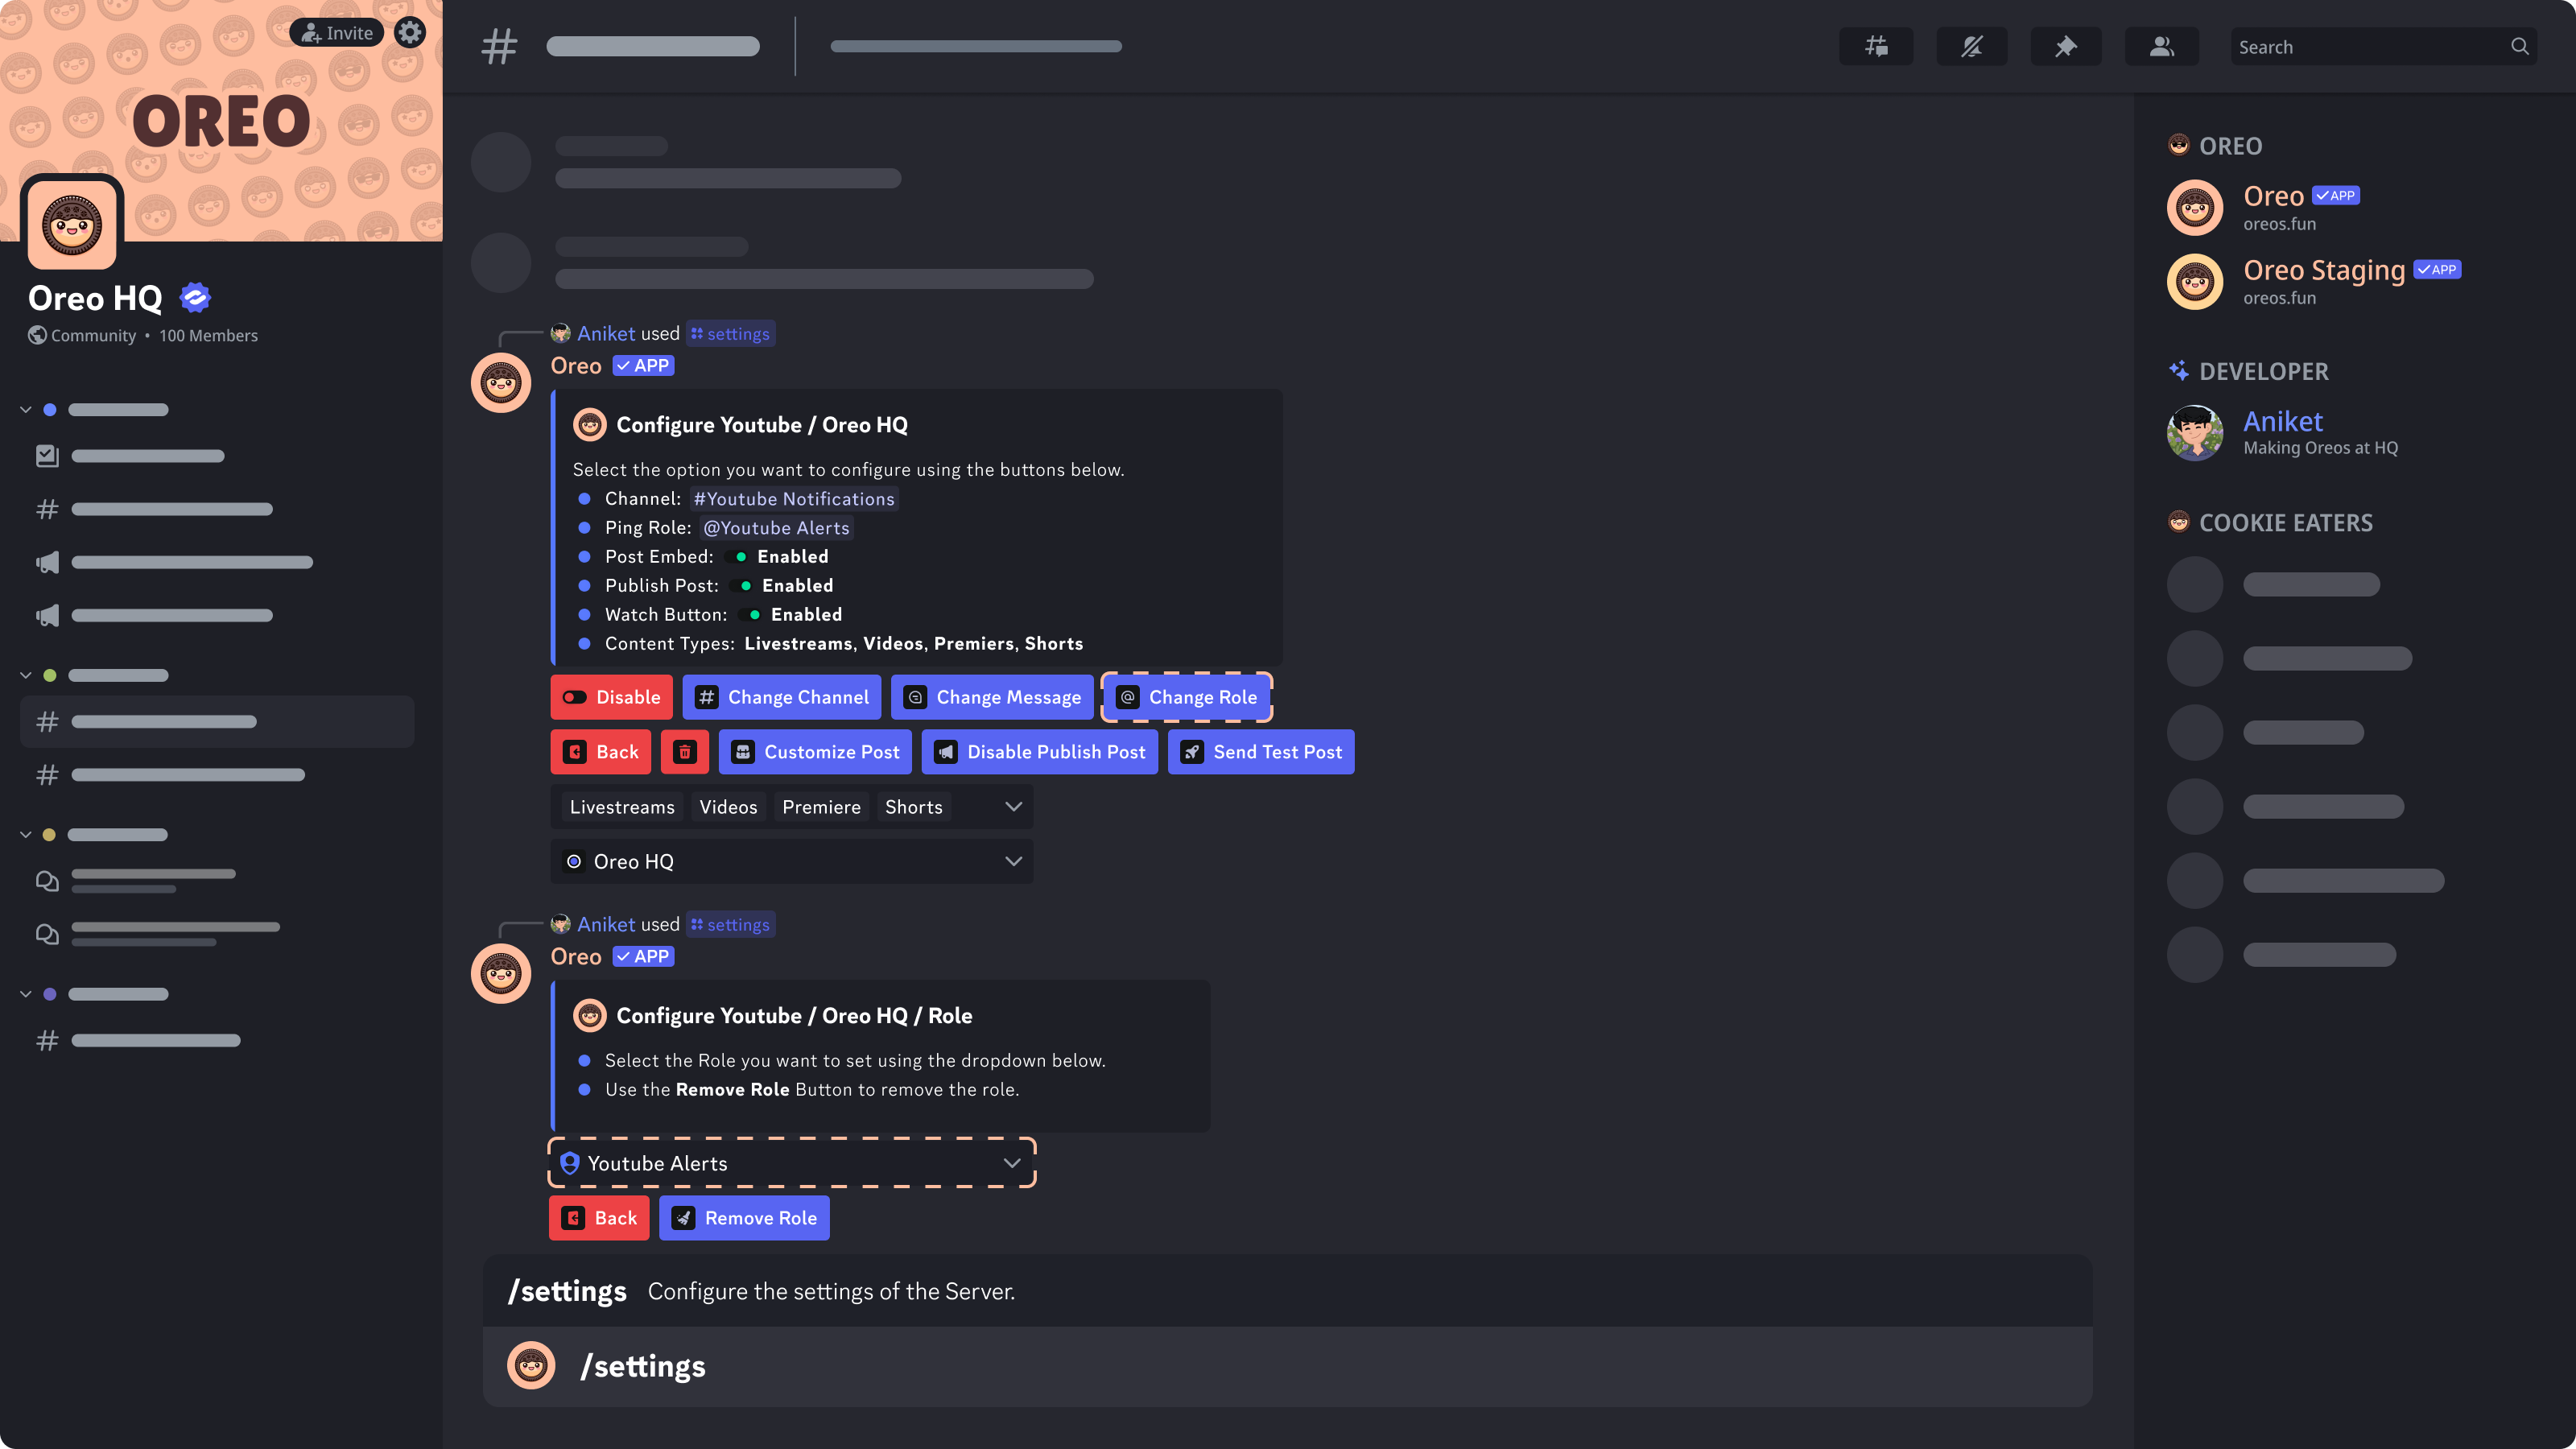 Invite
OREO
Oreo HQ
Community • 100 Members
Search
Aniket used settings
Oreo APP
Configure Youtube / Oreo HQ
Select the option you want to configure using the buttons below.
Channel: #Youtube Notifications
Ping Role: @Youtube Alerts
Post Embed: Enabled
Publish Post: Enabled
Watch Button: Enabled
Content Types: Livestreams, Videos, Premiers, Shorts
Disable Change Channel Change Message Change Role
Back Customize Post Disable Publish Post Send Test Post
Livestreams Videos Premiere Shorts
Oreo HQ
Aniket used settings
Oreo APP
Configure Youtube / Oreo HQ / Role
Select the Role you want to set using the dropdown below.
Use the Remove Role Button to remove the role.
Youtube Alerts
Back Remove Role
/settings Configure the settings of the Server.
/settings
OREO
Oreo APP
oreos.fun
Oreo Staging APP
oreos.fun
DEVELOPER
Aniket
Making Oreos at HQ
COOKIE EATERS